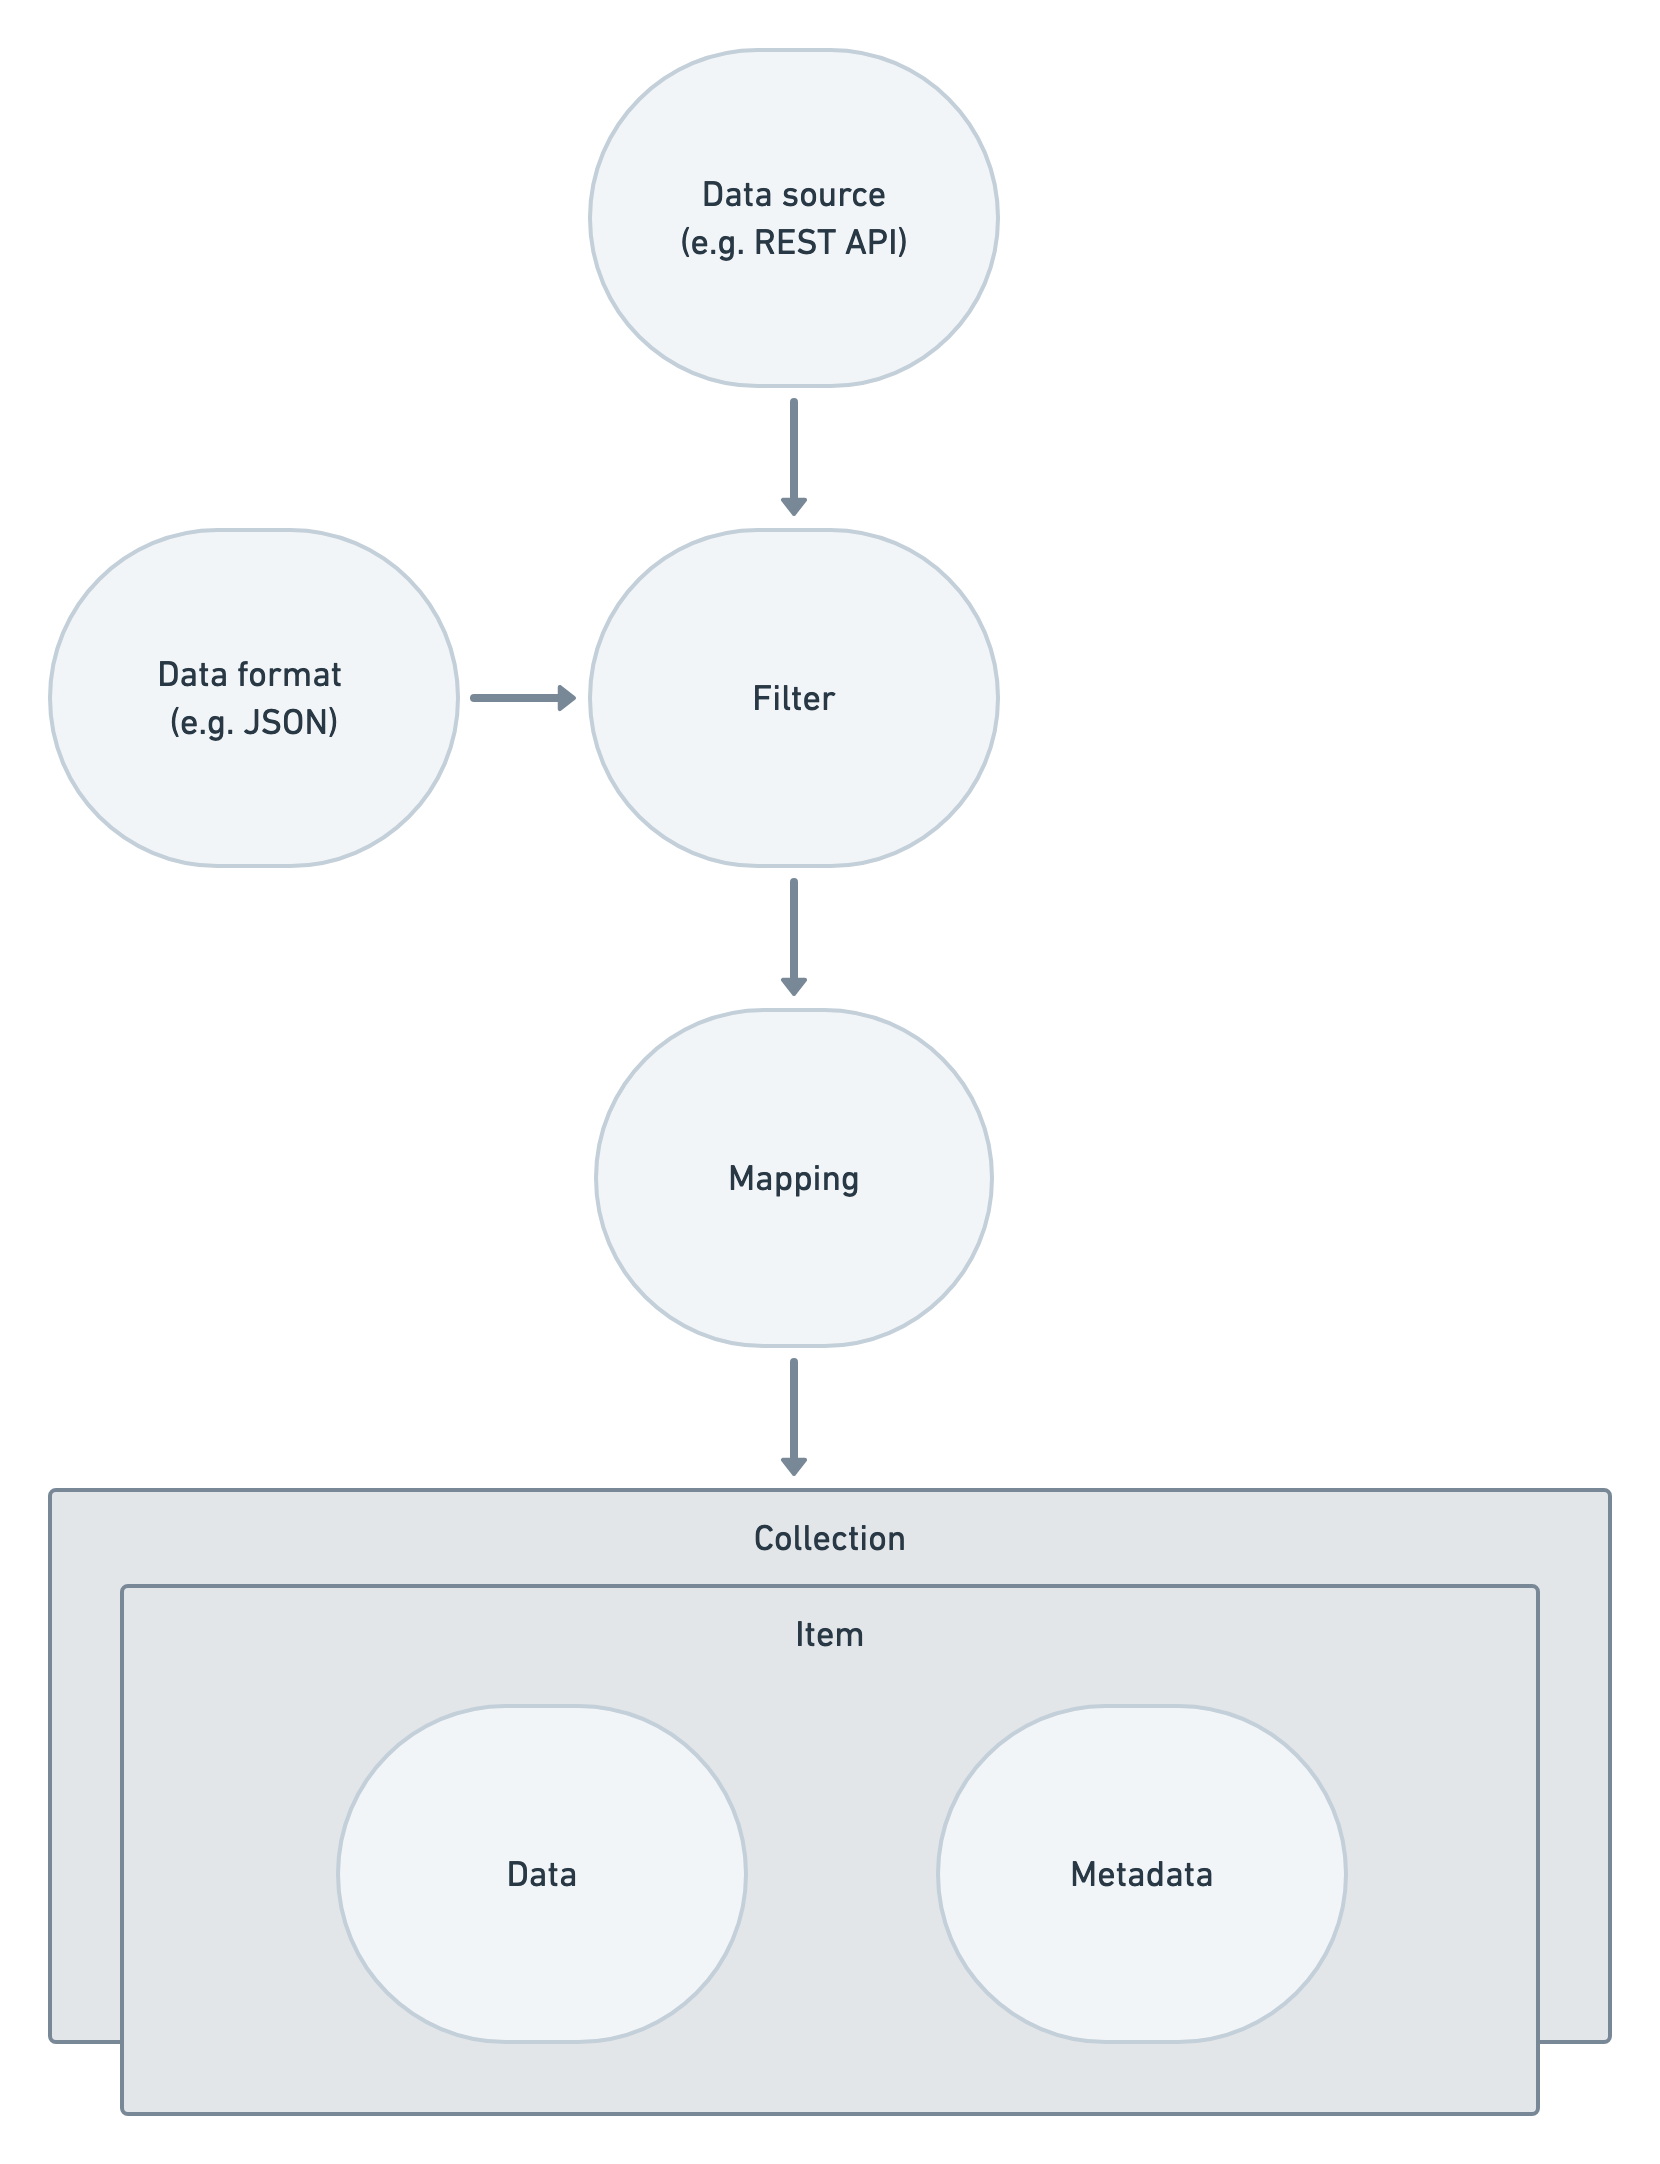 Data source
(e.g. REST API)
Data format
(e.g. JSON)
Filter
Mapping
Collection
Item
Data
Metadata